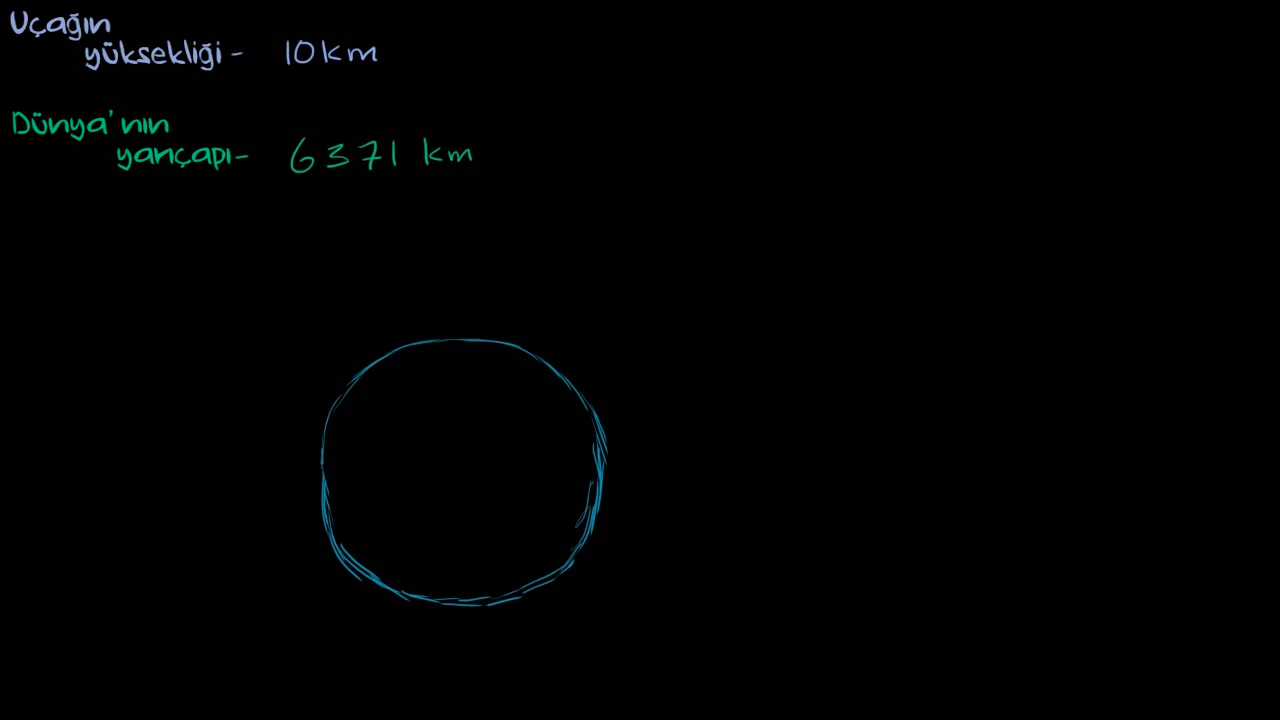 Uçağın
yüksekliği - 10 km
Dünya'nın
yarıçapı - 6371 km